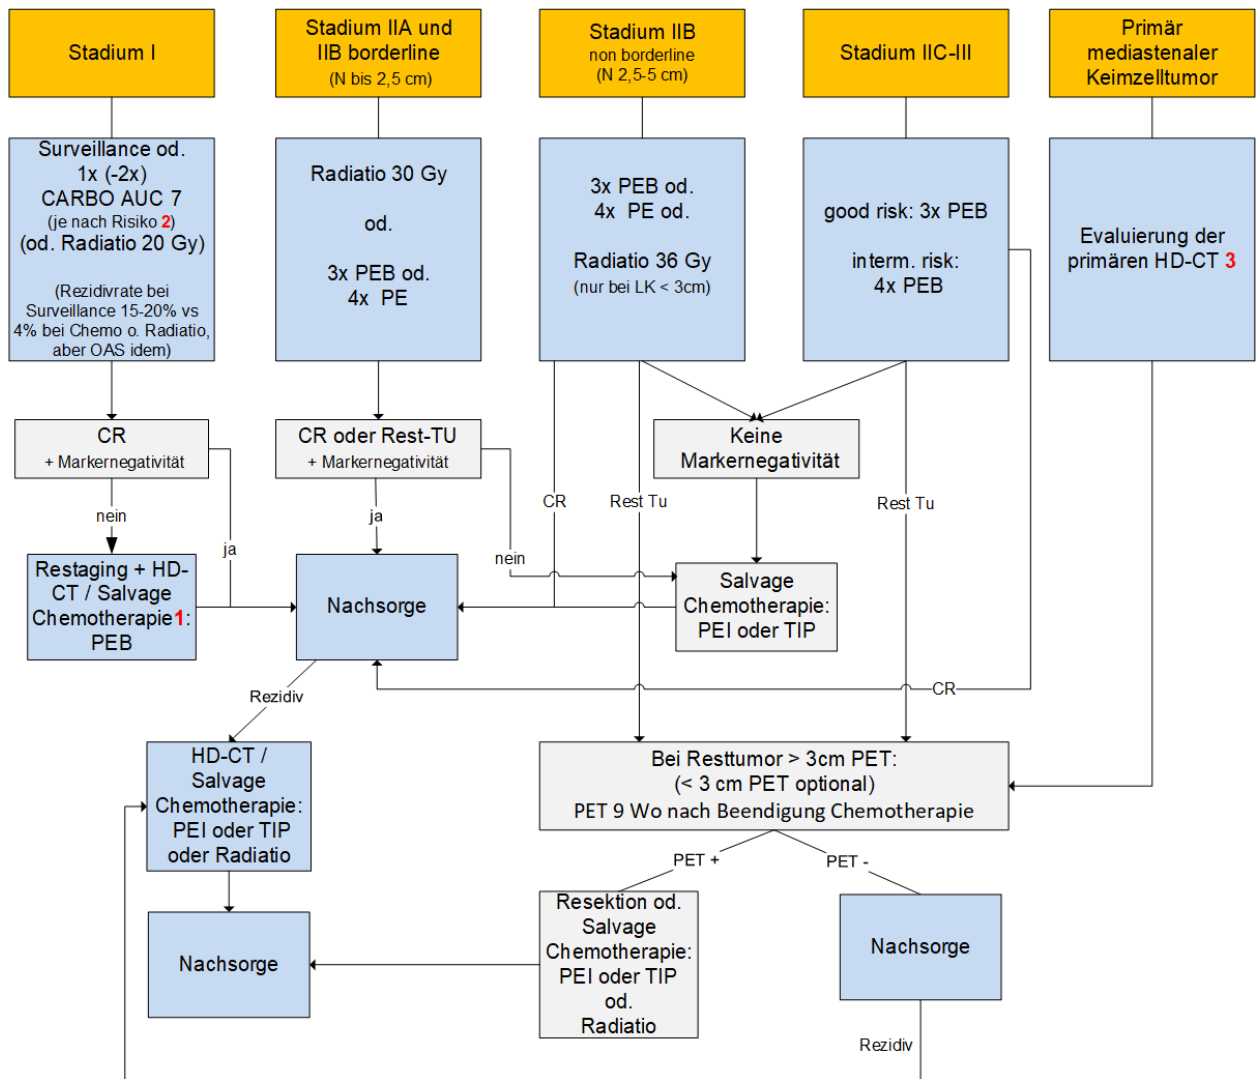 Stadium I
Stadium IIA und
IIB borderline
(N bis 2,5 cm)
Stadium IIB
non borderline
(N 2,5-5 cm)
Stadium IIC-III
Primär
mediastenaler
Keimzelltumor
Surveillance od.
1x (-2x)
CARBO AUC 7
(je nach Risiko 2)
(od. Radiatio 20 Gy)
(Rezidivrate bei
Surveillance 15-20% vs
4% bei Chemo o. Radiatio,
aber OAS idem)
Radiatio 30 Gy
od.
3x PEB od.
4x PE
3x PEB od.
4x PE od.
Radiatio 36 Gy
(nur bei LK < 3cm)
good risk: 3x PEB
interm. risk:
4x PEB
Evaluierung der
primären HD-CT 3
CR
+ Markernegativität
CR oder Rest-TU
+ Markernegativität
Keine
Markernegativität
nein
ja
ja
nein
CR
Rest Tu
Rest Tu
Restaging + HD-
CT / Salvage
Chemotherapie1:
PEB
Nachsorge
Salvage
Chemotherapie:
PEI oder TIP
CR
Rezidiv
HD-CT /
Salvage
Chemotherapie:
PEI oder TIP
oder Radiatio
Bei Resttumor > 3cm PET:
(< 3 cm PET optional)
PET 9 Wo nach Beendigung Chemotherapie
PET +
PET -
Nachsorge
Resektion od.
Salvage
Chemotherapie:
PEI oder TIP
od.
Radiatio
Nachsorge
Rezidiv